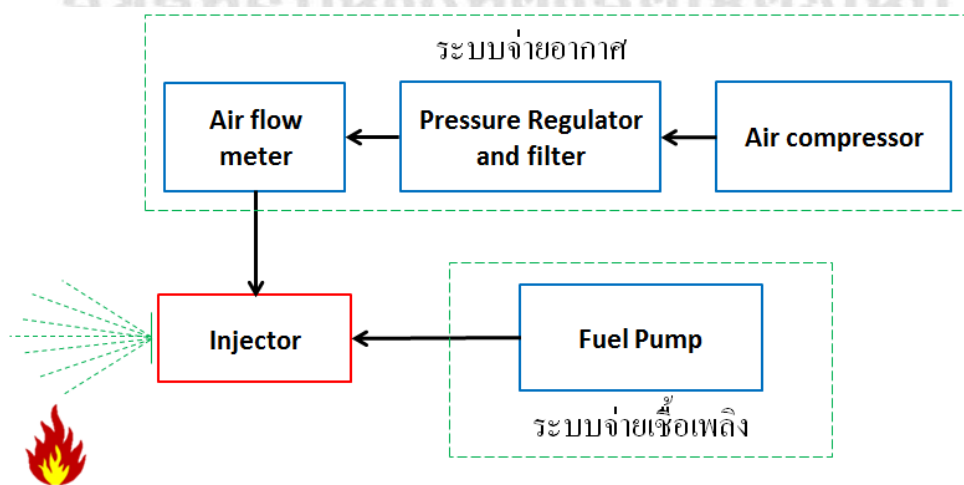 ระบบจ่ายอากาศ
Air flow
meter
Pressure Regulator
and filter
Air compressor
Injector
Fuel Pump
ระบบจ่ายเชื้อเพลิง